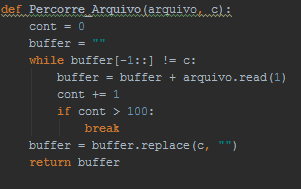 def Percorre_Arquivo(arquivo, c):
    cont = 0
    buffer = ""
    while buffer[-1::] != c:
        buffer = buffer + arquivo.read(1)
        cont += 1
        if cont > 100:
            break
    buffer = buffer.replace(c, "")
    return buffer